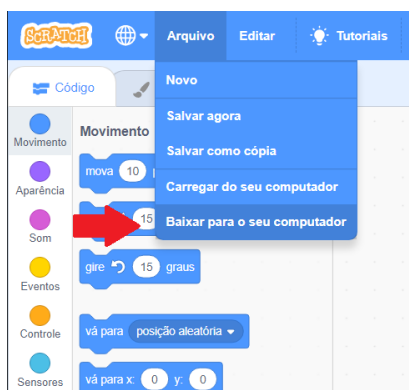 SCRATCH
Arquivo
Editar
Tutoriais
Código
Novo
Salvar agora
Salvar como cópia
Carregar do seu computador
Baixar para o seu computador
Movimento
Aparência
Som
Eventos
Controle
Sensores
Movimento
mova 10
15
gire 15 graus
vá para posição aleatória
vá para x: 0 y: 0